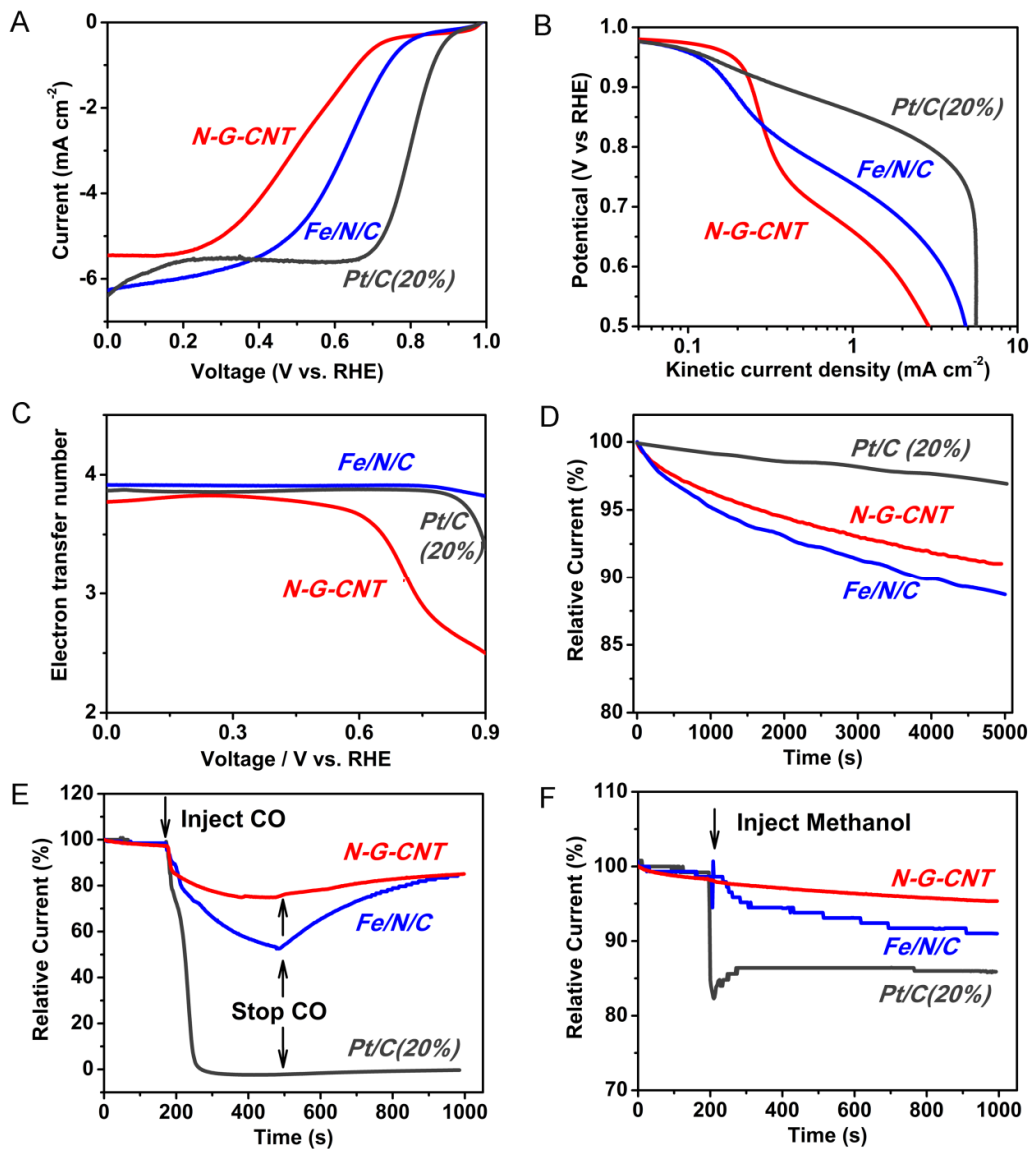 A
0
-2
-4
-6
Current (mA cm⁻²)
N-G-CNT
Fe/N/C
Pt/C(20%)
0.0
0.2
0.4
0.6
0.8
1.0
Voltage (V vs. RHE)
B
1.0
0.9
0.8
0.7
0.6
0.5
Potentical (V vs RHE)
Pt/C(20%)
Fe/N/C
N-G-CNT
0.1
1
10
Kinetic current density (mA cm⁻²)
C
4
3
2
Electron transfer number
Fe/N/C
Pt/C
(20%)
N-G-CNT
0.0
0.3
0.6
0.9
Voltage / V vs. RHE
D
100
95
90
85
80
Relative Current (%)
Pt/C (20%)
N-G-CNT
Fe/N/C
0
1000
2000
3000
4000
5000
Time (s)
E
120
100
80
60
40
20
0
Relative Current (%)
Inject CO
N-G-CNT
Fe/N/C
Stop CO
Pt/C(20%)
0
200
400
600
800
1000
Time (s)
F
110
100
90
80
70
Relative Current (%)
Inject Methanol
N-G-CNT
Fe/N/C
Pt/C(20%)
0
200
400
600
800
1000
Time (s)